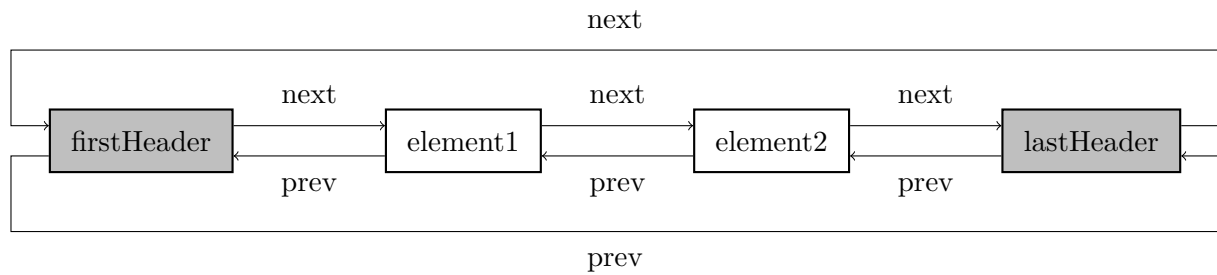 next
next next next
firstHeader element1 element2 lastHeader
prev prev prev
prev